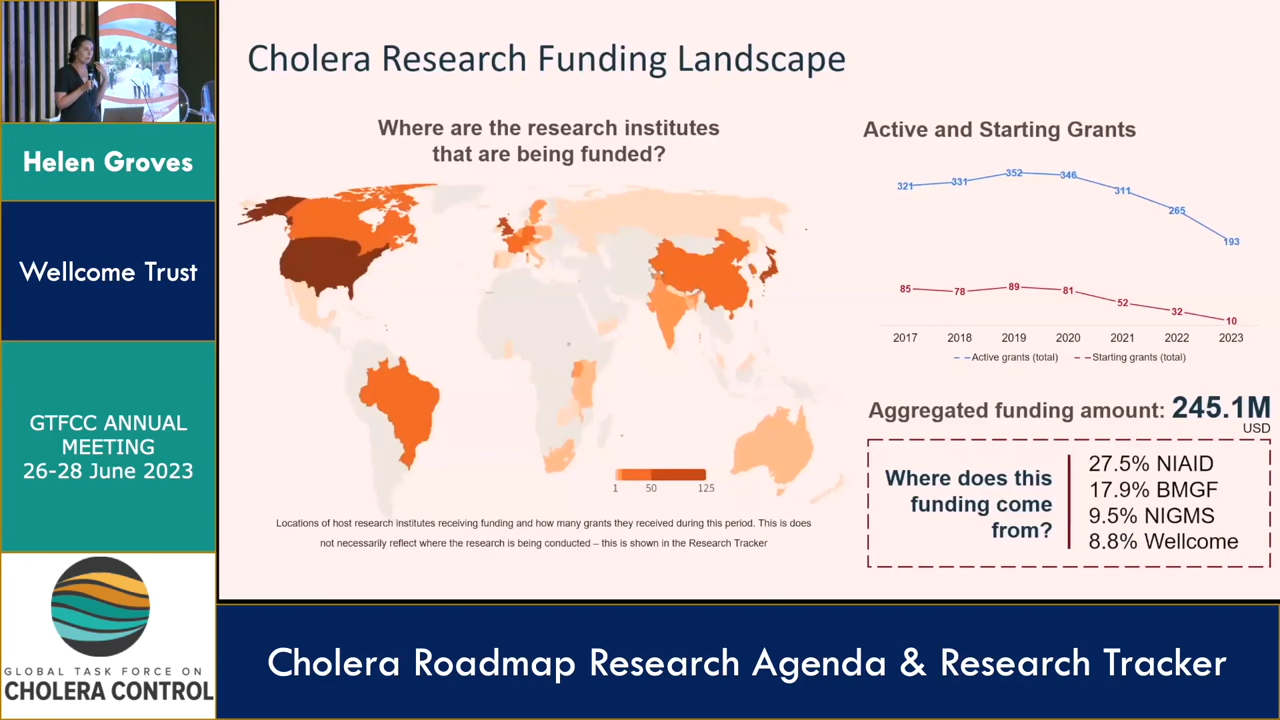 Helen Groves
Wellcome Trust
GTFCC ANNUAL
MEETING
26-28 June 2023
GLOBAL TASK FORCE ON
CHOLERA CONTROL
Cholera Research Funding Landscape
Where are the research institutes
that are being funded?
1 50 125
Locations of host research institutes receiving funding and how many grants they received during this period. This is does
not necessarily reflect where the research is being conducted – this is shown in the Research Tracker
Active and Starting Grants
321 331 352 346 311 265 193
85 78 89 81 52 32 10
2017 2018 2019 2020 2021 2022 2023
Active grants (total) Starting grants (total)
Aggregated funding amount: 245.1M
USD
Where does this
funding come
from?
27.5% NIAID
17.9% BMGF
9.5% NIGMS
8.8% Wellcome
Cholera Roadmap Research Agenda & Research Tracker